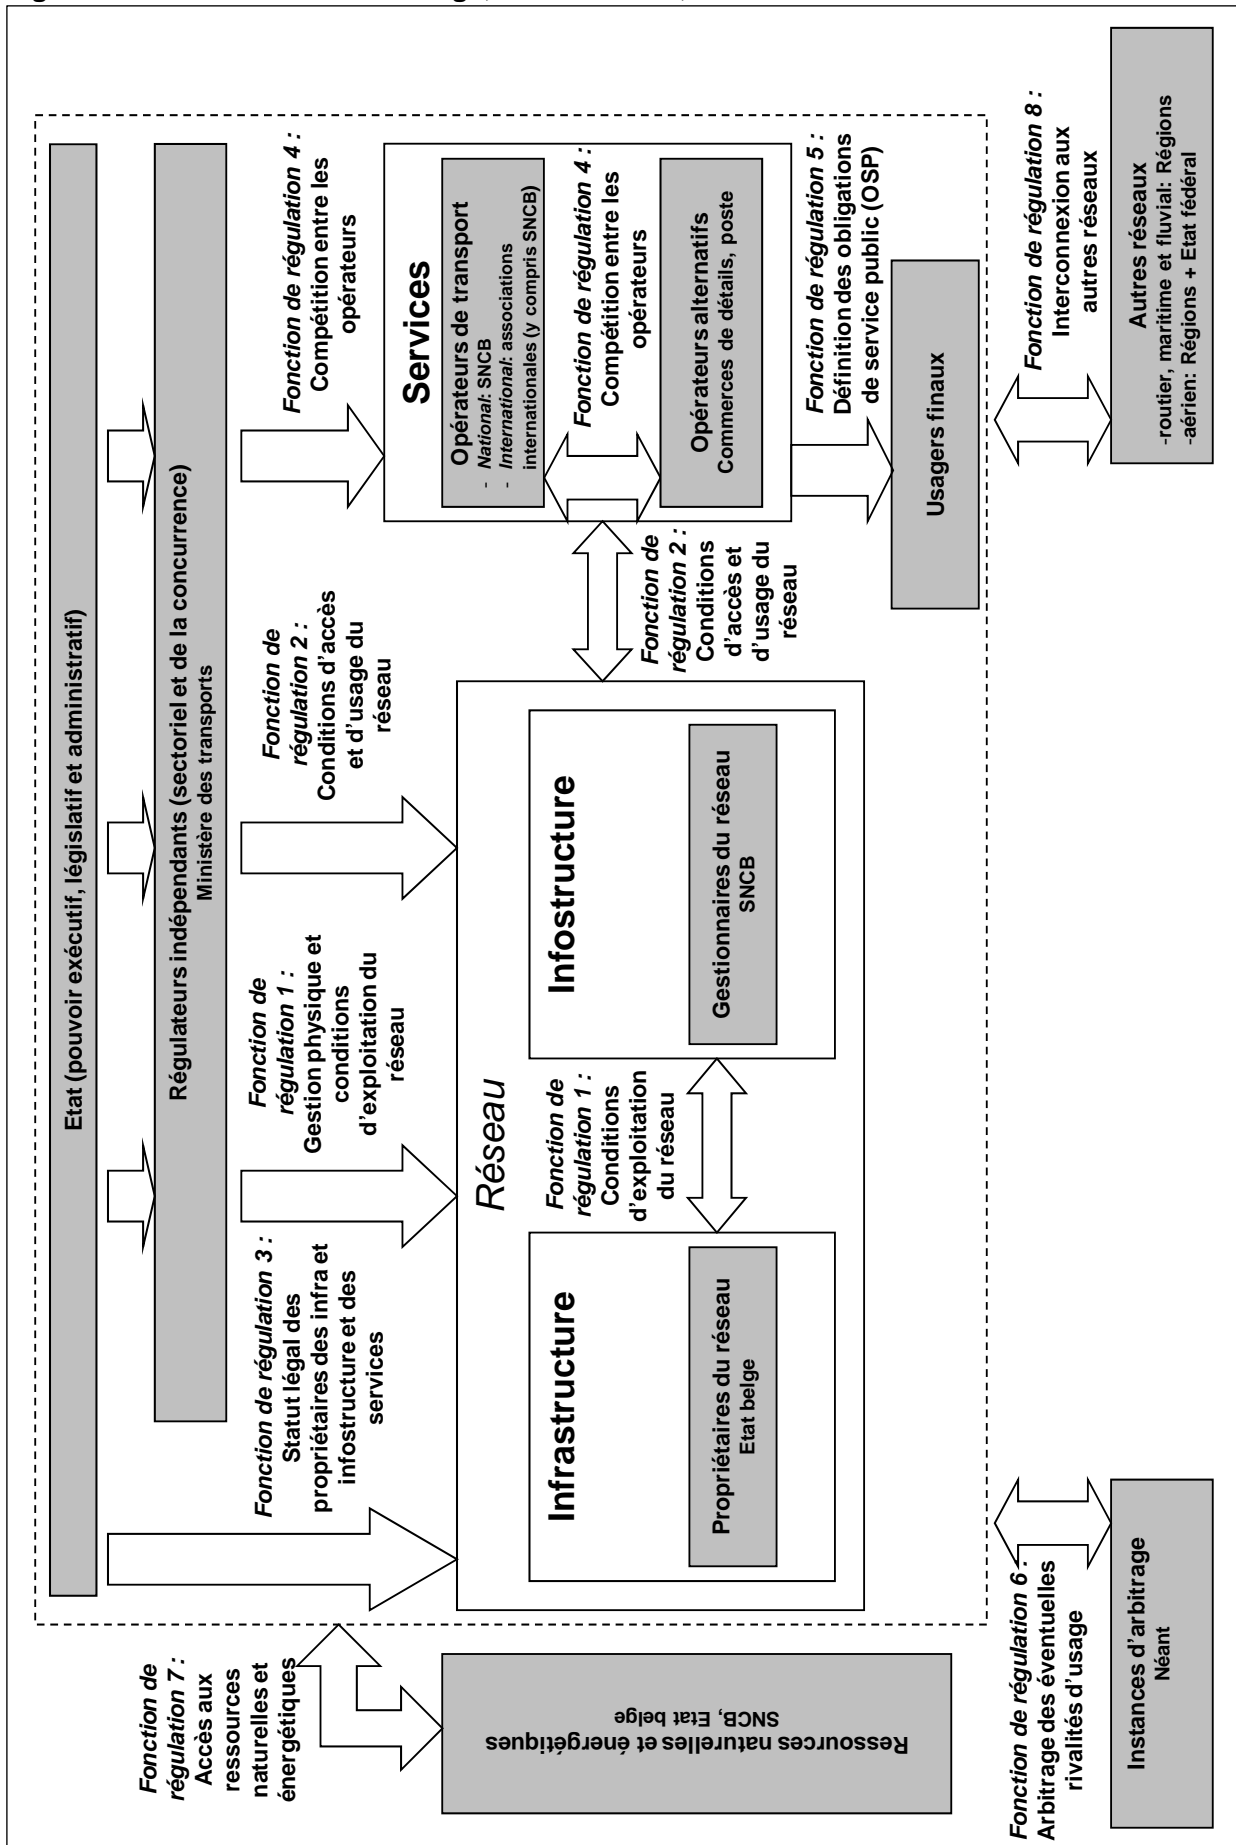 Etat (pouvoir exécutif, législatif et administratif)
Régulateurs indépendants (sectoriel et de la concurrence)
Ministère des transports
Fonction de
régulation 7 :
Accès aux
ressources
naturelles et
énergétiques
Fonction de régulation 3 :
Statut légal des
propriétaires des infra et
infostructure et des
services
Fonction de
régulation 1 :
Gestion physique et
conditions
d'exploitation du
réseau
Fonction de
régulation 2 :
Conditions d'accès
et d'usage du
réseau
Fonction de régulation 4 :
Compétition entre les
opérateurs
Ressources naturelles et énergétiques
SNCB, Etat belge
Réseau
Infrastructure
Propriétaires du réseau
Etat belge
Fonction de
régulation 1 :
Conditions
d'exploitation
du réseau
Infostructure
Gestionnaires du réseau
SNCB
Fonction de
régulation 2 :
Conditions
d'accès et
d'usage du
réseau
Services
Opérateurs de transport
- National: SNCB
- International: associations
internationales (y compris SNCB)
Fonction de régulation 4 :
Compétition entre les
opérateurs
Opérateurs alternatifs
Commerces de détails, poste
Fonction de régulation 5 :
Définition des obligations
de service public (OSP)
Usagers finaux
Fonction de régulation 6 :
Arbitrage des éventuelles
rivalités d'usage
Instances d'arbitrage
Néant
Fonction de régulation 8 :
Interconnexion aux
autres réseaux
Autres réseaux
-routier, maritime et fluvial: Régions
-aérien: Régions + Etat fédéral